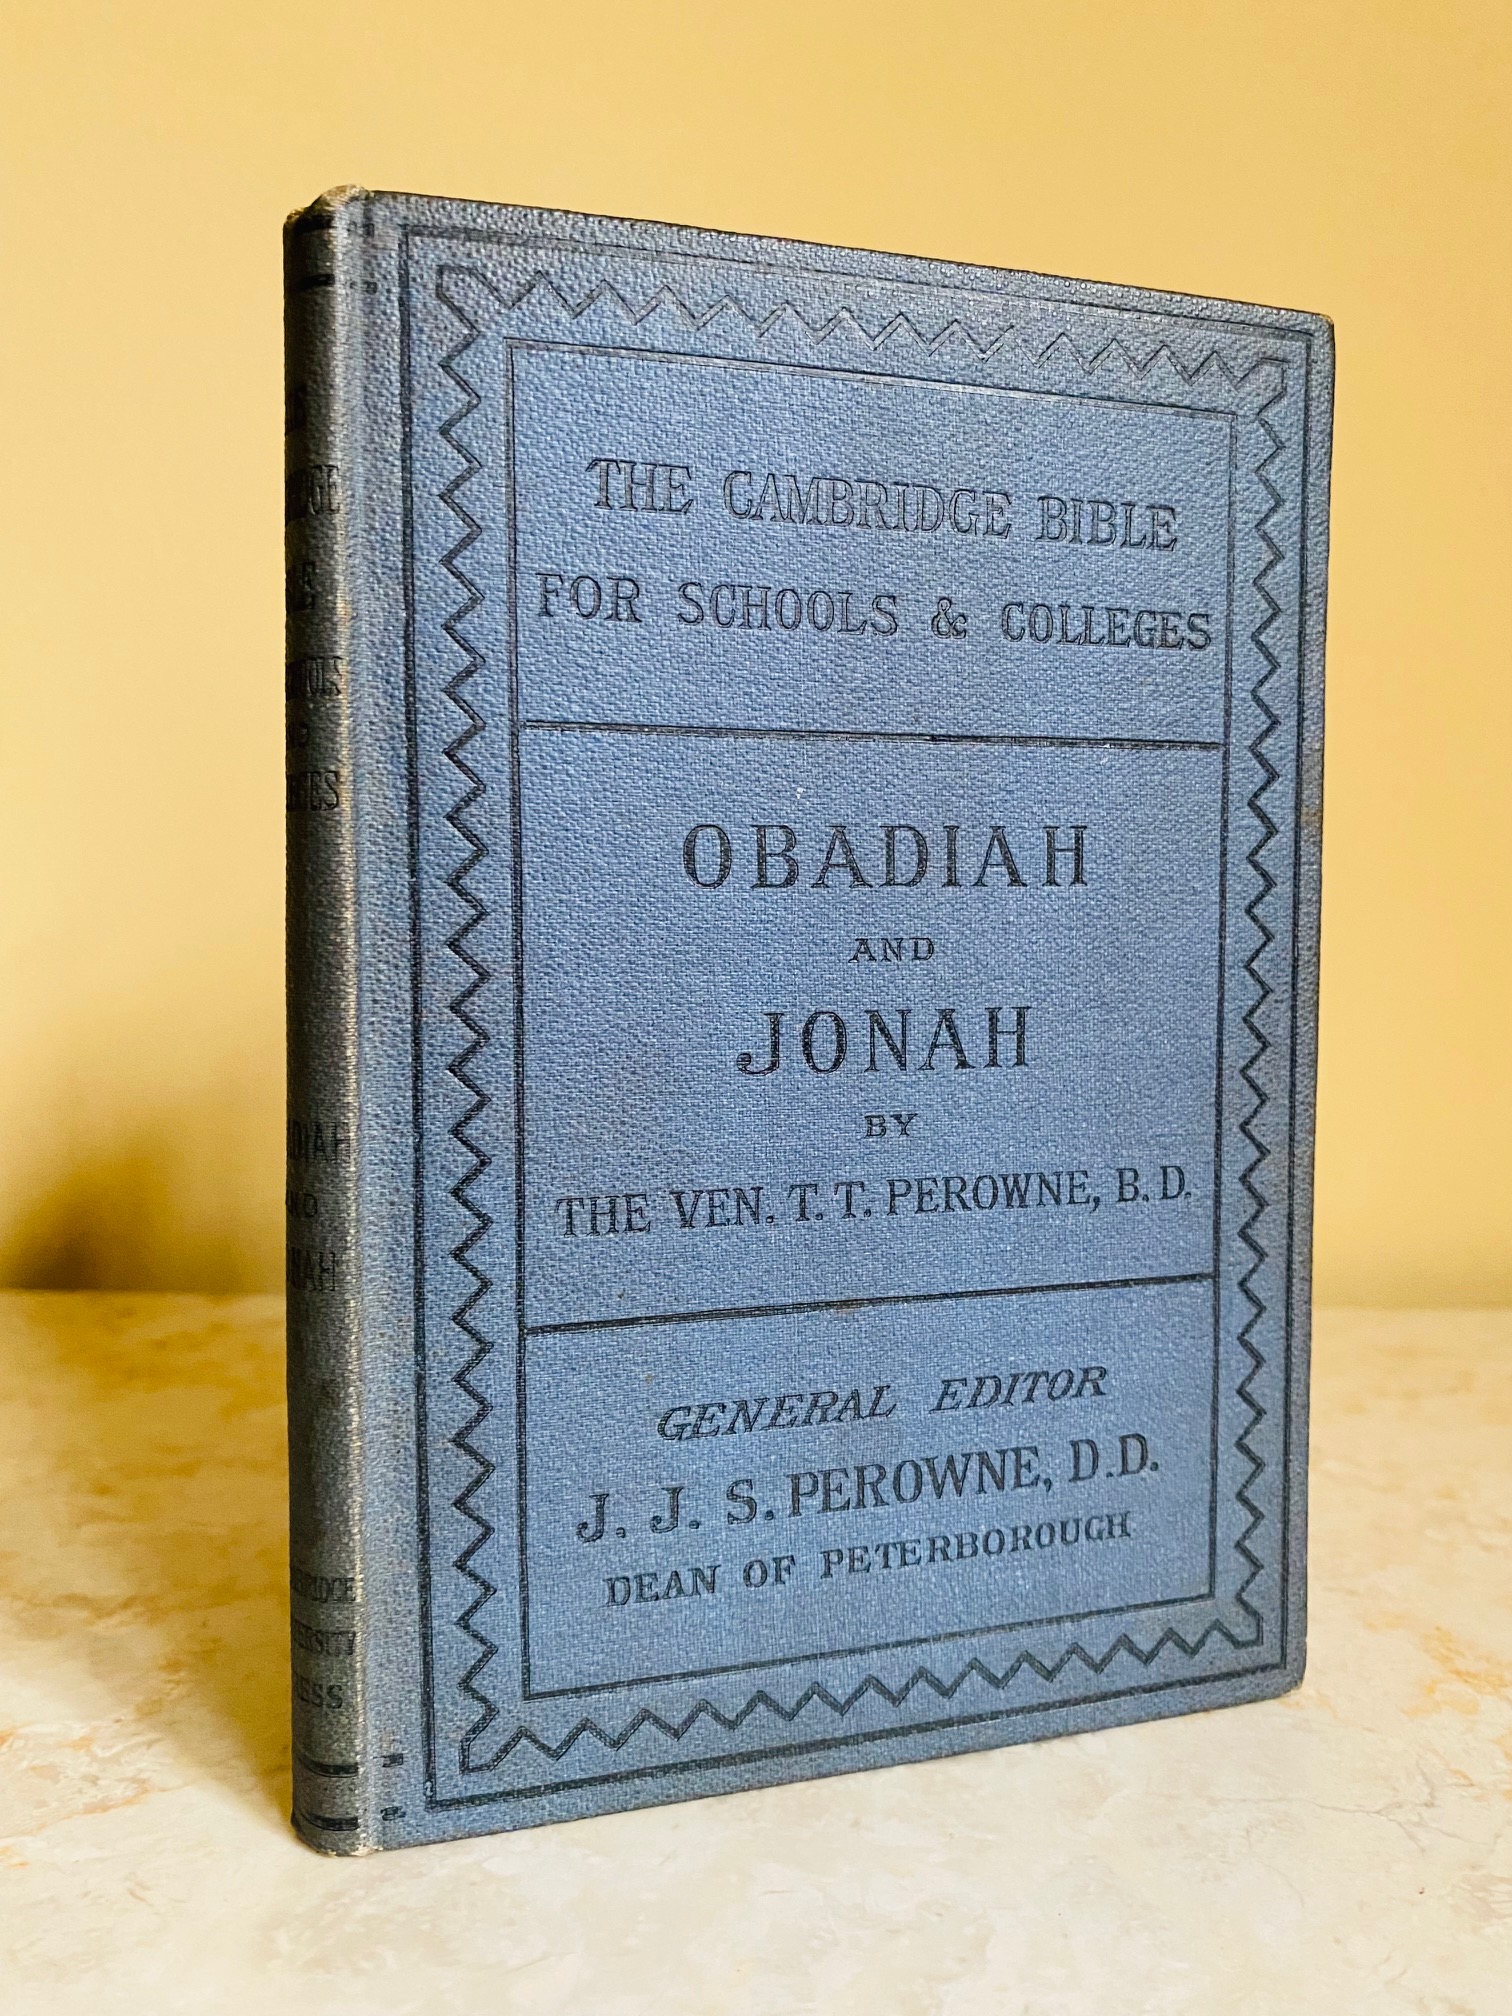 THE CAMBRIDGE BIBLE
FOR SCHOOLS & COLLEGES
OBADIAH
AND
JONAH
BY
THE VEN. T. T. PEROWNE, B. D.
GENERAL EDITOR
J. J. S. PEROWNE, D.D.
DEAN OF PETERBOROUGH